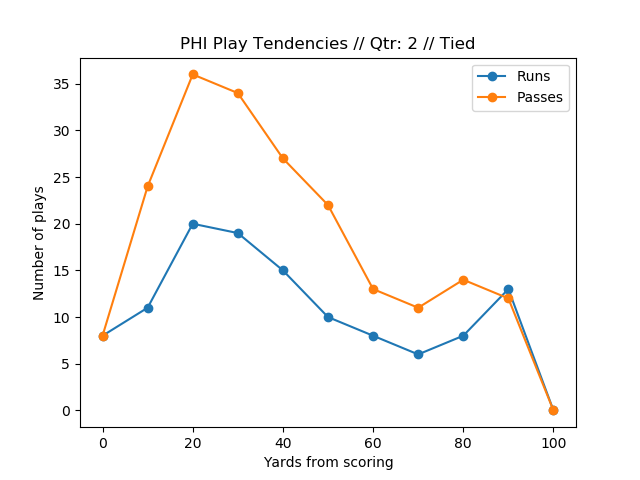 PHI Play Tendencies // Qtr: 2 // Tied
Runs
Passes
Number of plays
35
30
25
20
15
10
5
0
0 20 40 60 80 100
Yards from scoring